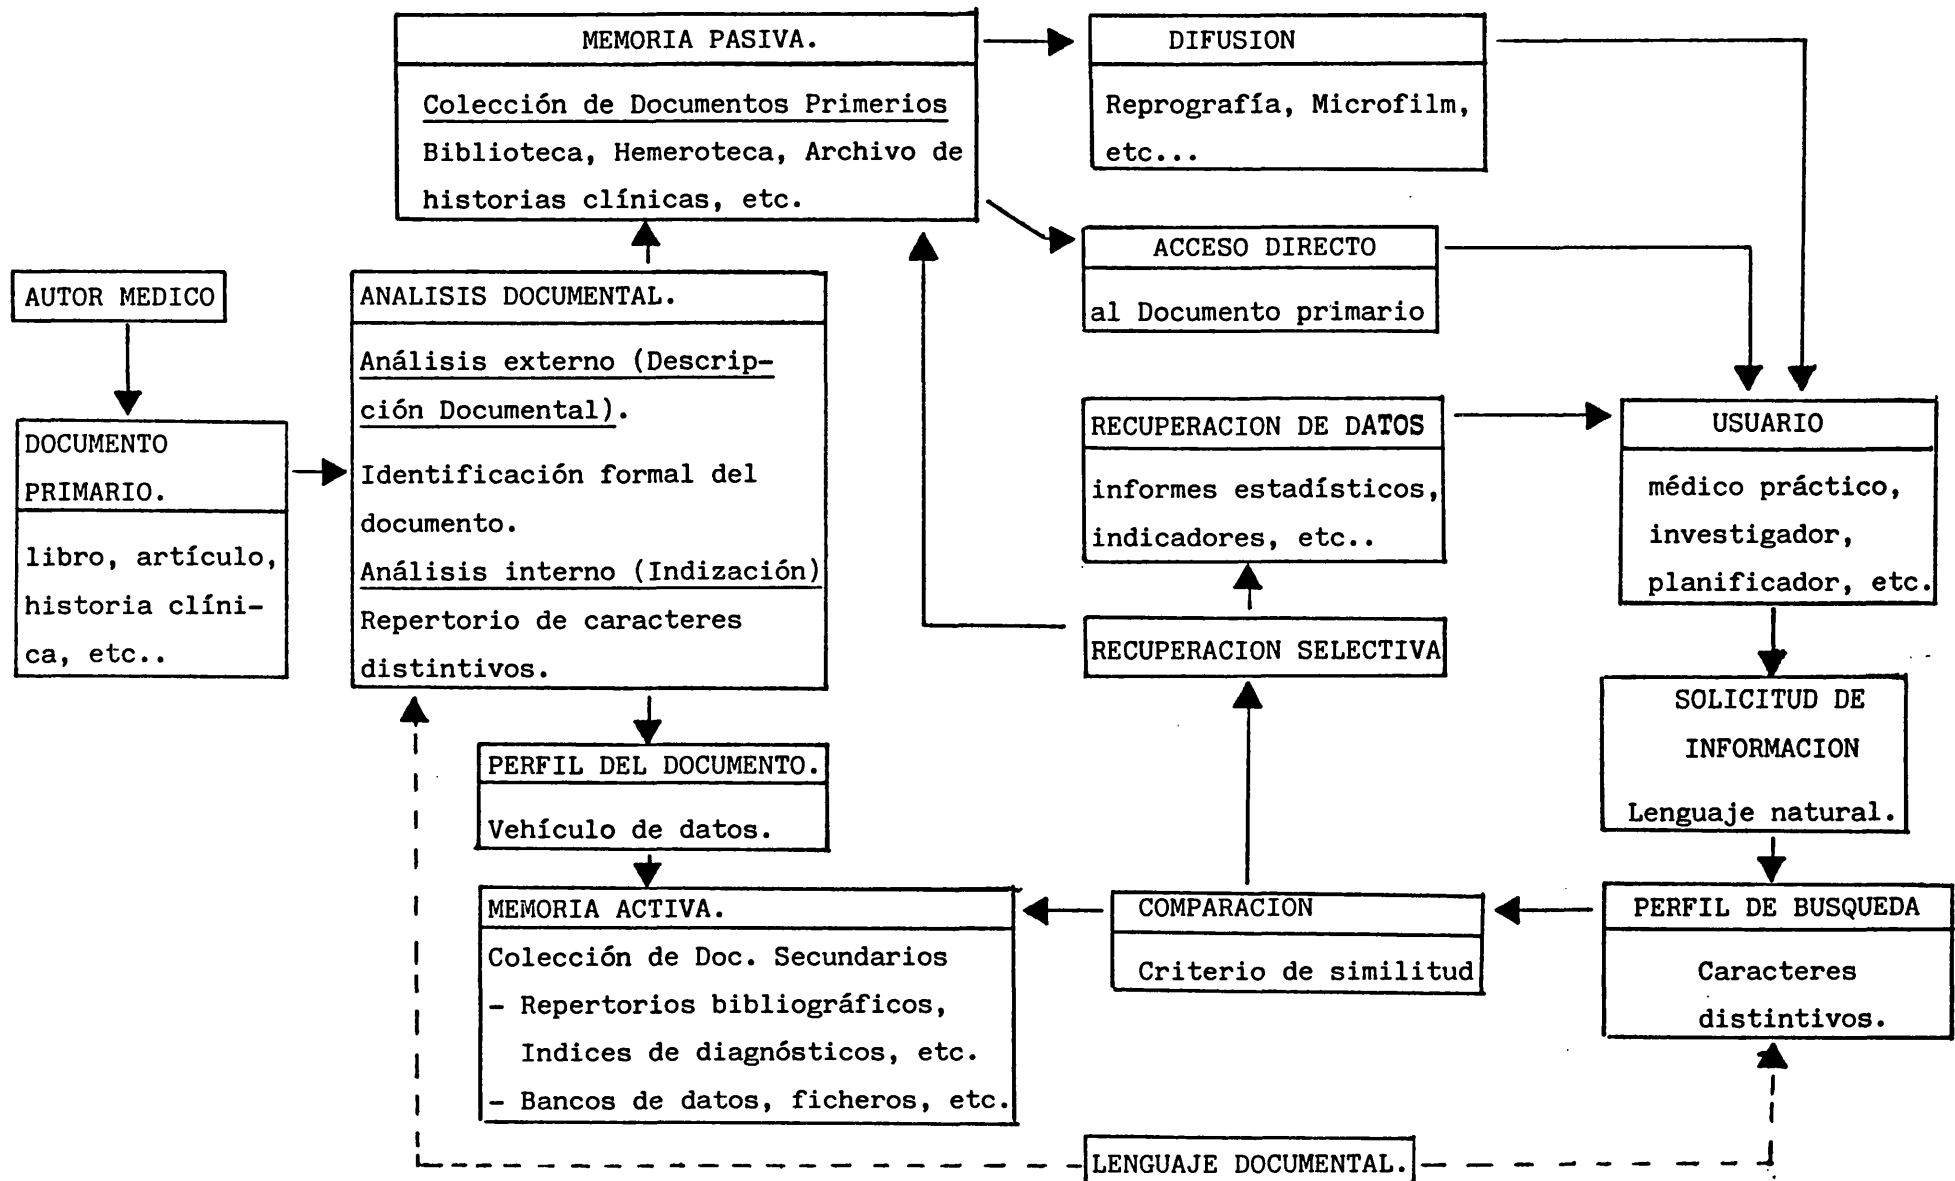 MEMORIA PASIVA.
Colección de Documentos Primerios
Biblioteca, Hemeroteca, Archivo de
historias clínicas, etc.
DIFUSION
Reprografía, Microfilm,
etc...
ACCESO DIRECTO
al Documento primario
AUTOR MEDICO
DOCUMENTO
PRIMARIO.
libro, artículo,
historia clíni-
ca, etc..
ANALISIS DOCUMENTAL.
Análisis externo (Descrip-
ción Documental).
Identificación formal del
documento.
Análisis interno (Indización)
Repertorio de caracteres
distintivos.
RECUPERACION DE DATOS
informes estadísticos,
indicadores, etc..
RECUPERACION SELECTIVA
USUARIO
médico práctico,
investigador,
planificador, etc.
SOLICITUD DE
INFORMACION
Lenguaje natural.
PERFIL DEL DOCUMENTO.
Vehículo de datos.
MEMORIA ACTIVA.
Colección de Doc. Secundarios
- Repertorios bibliográficos,
Indices de diagnósticos, etc.
- Bancos de datos, ficheros, etc.
COMPARACION
Criterio de similitud
PERFIL DE BUSQUEDA
Caracteres
distintivos.
LENGUAJE DOCUMENTAL.